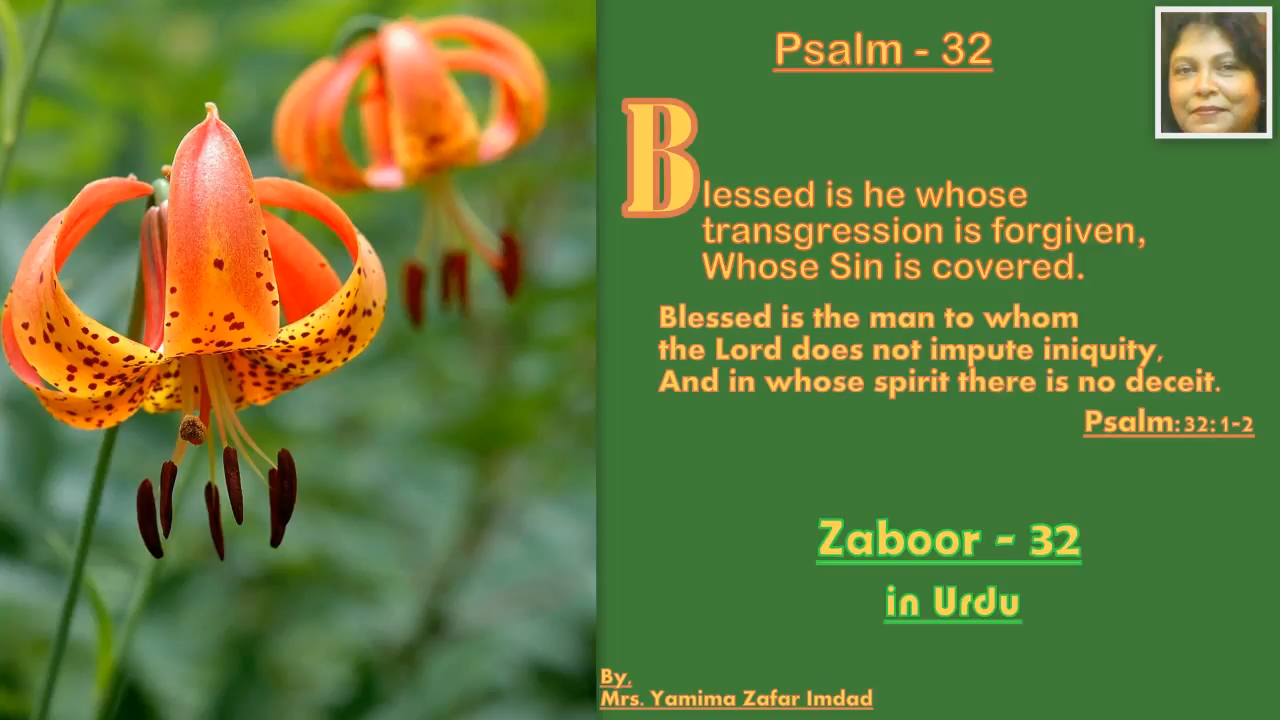 Psalm - 32
Blessed is he whose
transgression is forgiven,
Whose Sin is covered.
Blessed is the man to whom
the Lord does not impute iniquity,
And in whose spirit there is no deceit.
Psalm:32:1-2
Zaboor - 32
in Urdu
By,
Mrs. Yamima Zafar Imdad